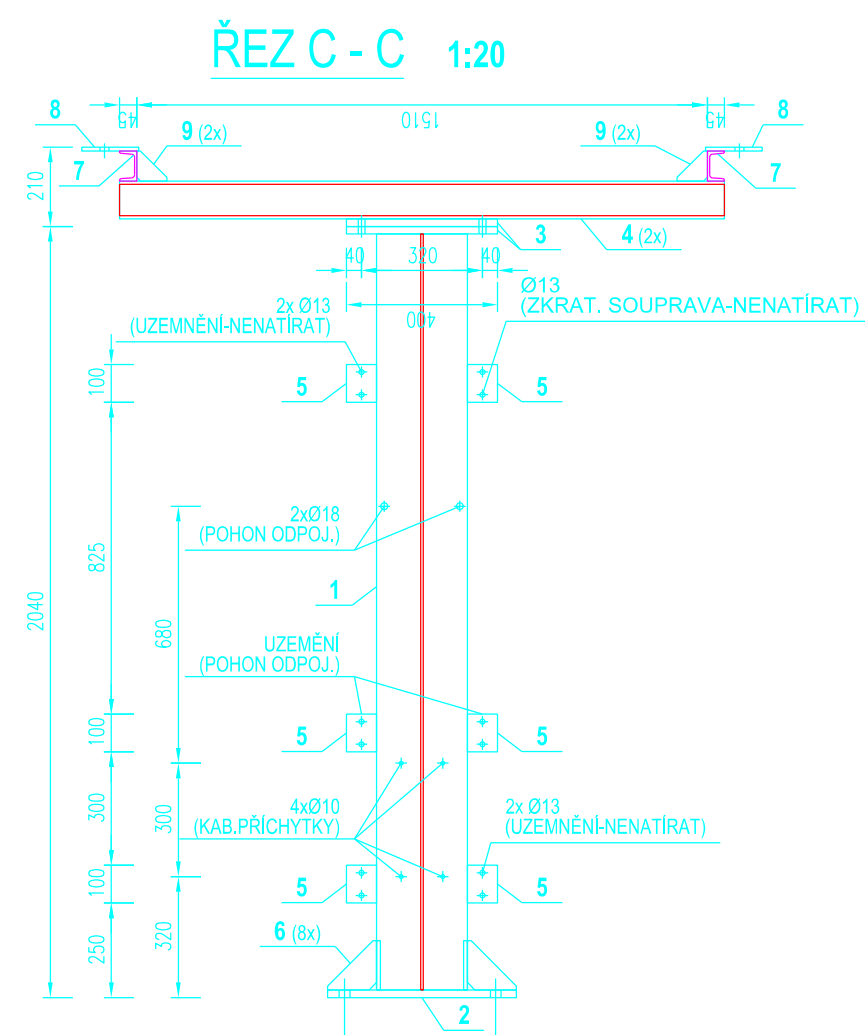 ŘEZ C - C 1:20
45
1510
45
8
8
9 (2x)
9 (2x)
7
7
210
3
4 (2x)
40
320
40
400
Ø13
(ZKRAT. SOUPRAVA-NENATÍRAT)
2x Ø13
(UZEMNĚNÍ-NENATÍRAT)
100
5
5
2xØ18
(POHON ODPOJ.)
825
1
2040
680
UZEMĚNÍ
(POHON ODPOJ.)
100
5
5
300
300
4xØ10
(KAB.PŘÍCHYTKY)
2x Ø13
(UZEMNĚNÍ-NENATÍRAT)
100
5
5
250
320
6 (8x)
2